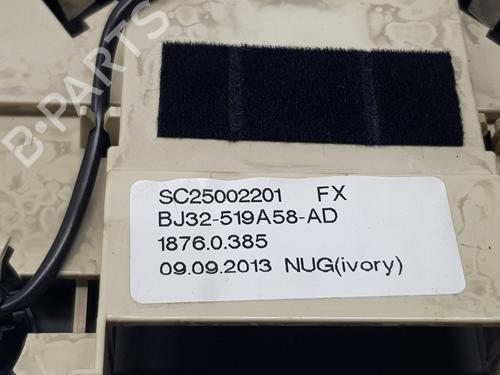 B-PARTS
SC25002201 FX
BJ32-519A58-AD
1876.0.385
09.09.2013 NUG(ivory)